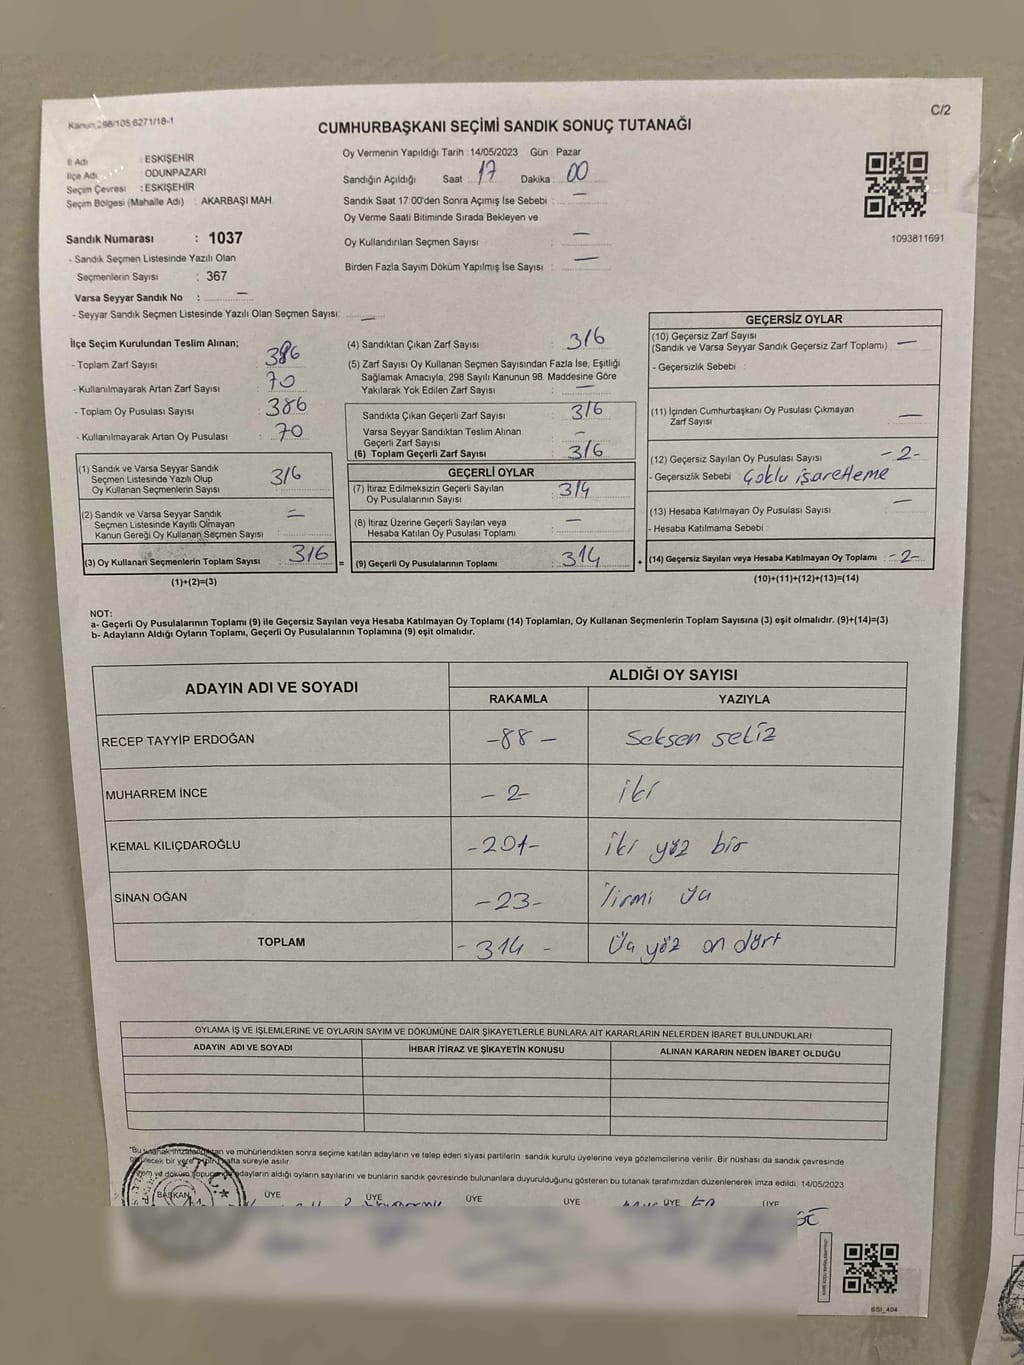 Kanun:298/105,6271/18-1
C/2
CUMHURBAŞKANI SEÇİMİ SANDIK SONUÇ TUTANAĞI
İl Adı : ESKİŞEHİR
İlçe Adı : ODUNPAZARI
Seçim Çevresi : ESKİŞEHİR
Seçim Bölgesi (Mahalle Adı) : AKARBAŞI MAH.
Sandık Numarası : 1037
- Sandık Seçmen Listesinde Yazılı Olan
Seçmenlerin Sayısı : 367
Varsa Seyyar Sandık No : —
- Seyyar Sandık Seçmen Listesinde Yazılı Olan Seçmen Sayısı: —
Oy Vermenin Yapıldığı Tarih :14/05/2023 Gün : Pazar
Sandığın Açıldığı Saat : 17 Dakika : 00
Sandık Saat 17.00'den Sonra Açımış İse Sebebi : —
Oy Verme Saati Bitiminde Sırada Bekleyen ve
Oy Kullandırılan Seçmen Sayısı : —
Birden Fazla Sayım Döküm Yapılmış İse Sayısı : —
1093811691
İlçe Seçim Kurulundan Teslim Alınan;
- Toplam Zarf Sayısı : 386
- Kullanılmayarak Artan Zarf Sayısı : 70
- Toplam Oy Pusulası Sayısı : 386
- Kullanılmayarak Artan Oy Pusulası : 70
(1) Sandık ve Varsa Seyyar Sandık
Seçmen Listesinde Yazılı Olup
Oy Kullanan Seçmenlerin Sayısı : 316
(2) Sandık ve Varsa Seyyar Sandık
Seçmen Listesinde Kayıtlı Olmayan
Kanun Gereği Oy Kullanan Seçmen Sayısı : =
(3) Oy Kullanan Seçmenlerin Toplam Sayısı : 316
(1)+(2)=(3)
(4) Sandıktan Çıkan Zarf Sayısı : 316
(5) Zarf Sayısı Oy Kullanan Seçmen Sayısından Fazla İse, Eşitliği
Sağlamak Amacıyla; 298 Sayılı Kanunun 98. Maddesine Göre
Yakılarak Yok Edilen Zarf Sayısı : —
Sandıkta Çıkan Geçerli Zarf Sayısı : 316
Varsa Seyyar Sandıktan Teslim Alınan
Geçerli Zarf Sayısı : —
(6) Toplam Geçerli Zarf Sayısı : 316
GEÇERLİ OYLAR
(7) İtiraz Edilmeksizin Geçerli Sayılan
Oy Pusulalarının Sayısı : 314
(8) İtiraz Üzerine Geçerli Sayılan veya
Hesaba Katılan Oy Pusulası Toplamı : —
= (9) Geçerli Oy Pusulalarının Toplamı : 314
GEÇERSİZ OYLAR
(10) Geçersiz Zarf Sayısı
(Sandık ve Varsa Seyyar Sandık Geçersiz Zarf Toplamı) : —
- Geçersizlik Sebebi :
(11) İçinden Cumhurbaşkanı Oy Pusulası Çıkmayan
Zarf Sayısı : —
(12) Geçersiz Sayılan Oy Pusulası Sayısı : -2-
- Geçersizlik Sebebi : Çoklu işaretleme
(13) Hesaba Katılmayan Oy Pusulası Sayısı : —
- Hesaba Katılmama Sebebi :
+ (14) Geçersiz Sayılan veya Hesaba Katılmayan Oy Toplamı : -2-
(10)+(11)+(12)+(13)=(14)
NOT:
a- Geçerli Oy Pusulalarının Toplamı (9) ile Geçersiz Sayılan veya Hesaba Katılmayan Oy Toplamı (14) Toplamları, Oy Kullanan Seçmenlerin Toplam Sayısına (3) eşit olmalıdır. (9)+(14)=(3)
b- Adayların Aldığı Oyların Toplamı, Geçerli Oy Pusulalarının Toplamına (9) eşit olmalıdır.
ADAYIN ADI VE SOYADI
ALDIĞI OY SAYISI
RAKAMLA YAZIYLA
RECEP TAYYİP ERDOĞAN -88- Seksen sekiz
MUHARREM İNCE -2- iki
KEMAL KILIÇDAROĞLU -201- iki yüz bir
SİNAN OĞAN -23- Yirmi üç
TOPLAM -314- Üç yüz on dört
OYLAMA İŞ VE İŞLEMLERİNE VE OYLARIN SAYIM VE DÖKÜMÜNE DAİR ŞİKAYETLERLE BUNLARA AİT KARARLARIN NELERDEN İBARET BULUNDUKLARI
ADAYIN ADI VE SOYADI İHBAR İTİRAZ VE ŞİKAYETİN KONUSU ALINAN KARARIN NEDEN İBARET OLDUĞU
ve mühürlendikten sonra seçime katılan adayların ve talep eden siyasi partilerin sandık kurulu üyelerine veya gözlemcilerine verilir. Bir nüshası da sandık çevresinde
bir yere hafta süreyle asılır.
adayların aldığı oyların sayılarını ve bunların sandık çevresinde bulunanlara duyurulduğunu gösteren bu tutanak tarafımızdan düzenlenerek imza edildi. 14/05/2023
BAŞKAN ÜYE ÜYE ÜYE ÜYE ÜYE ÜYE
SSI_404